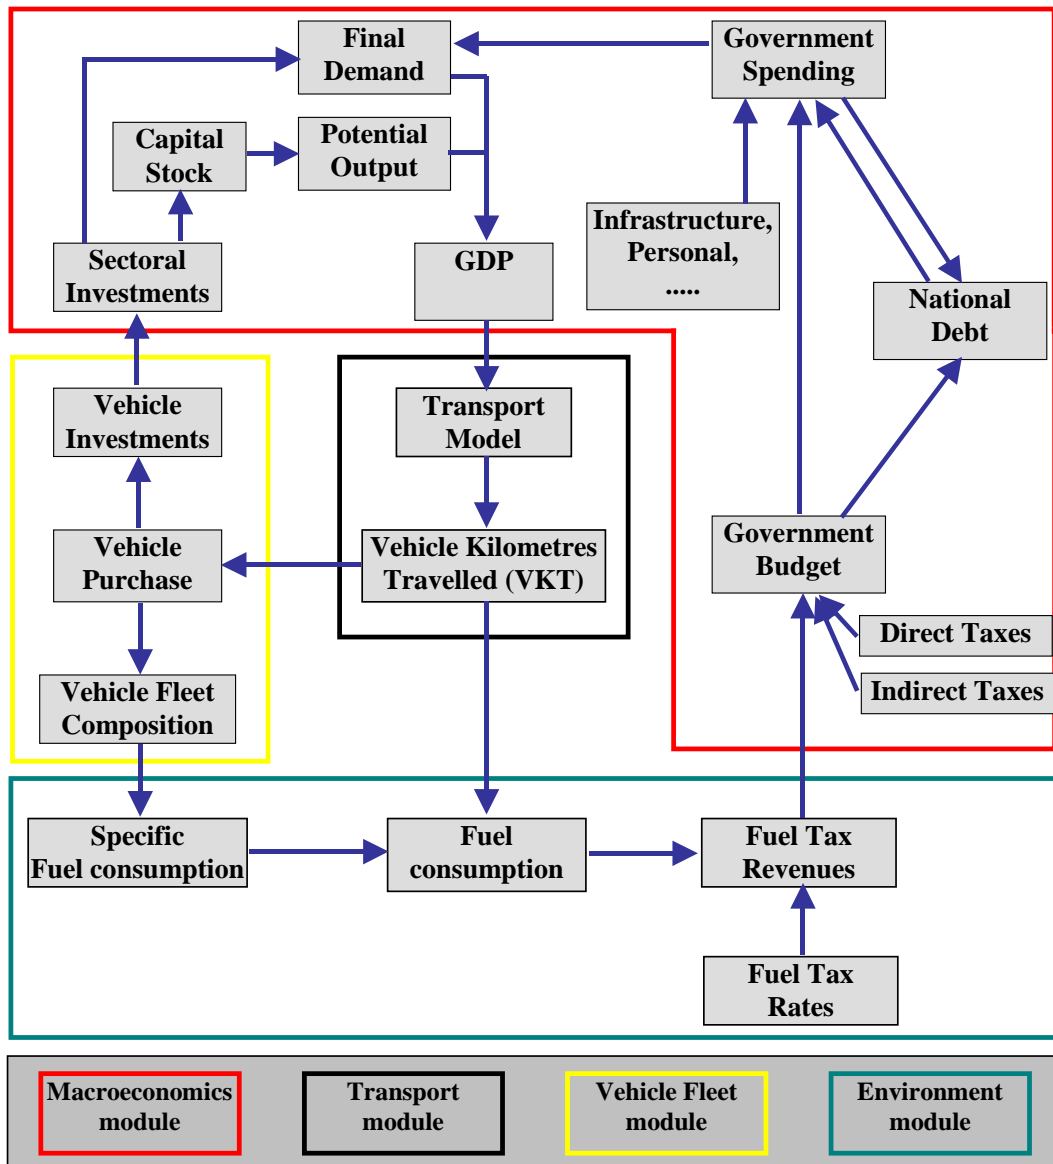 Final
Demand
Government
Spending
Capital
Stock
Potential
Output
Infrastructure,
Personal,
.....
Sectoral
Investments
GDP
National
Debt
Vehicle
Investments
Transport
Model
Vehicle
Purchase
Vehicle Kilometres
Travelled (VKT)
Government
Budget
Direct Taxes
Indirect Taxes
Vehicle Fleet
Composition
Specific
Fuel consumption
Fuel
consumption
Fuel Tax
Revenues
Fuel Tax
Rates
Macroeconomics
module
Transport
module
Vehicle Fleet
module
Environment
module